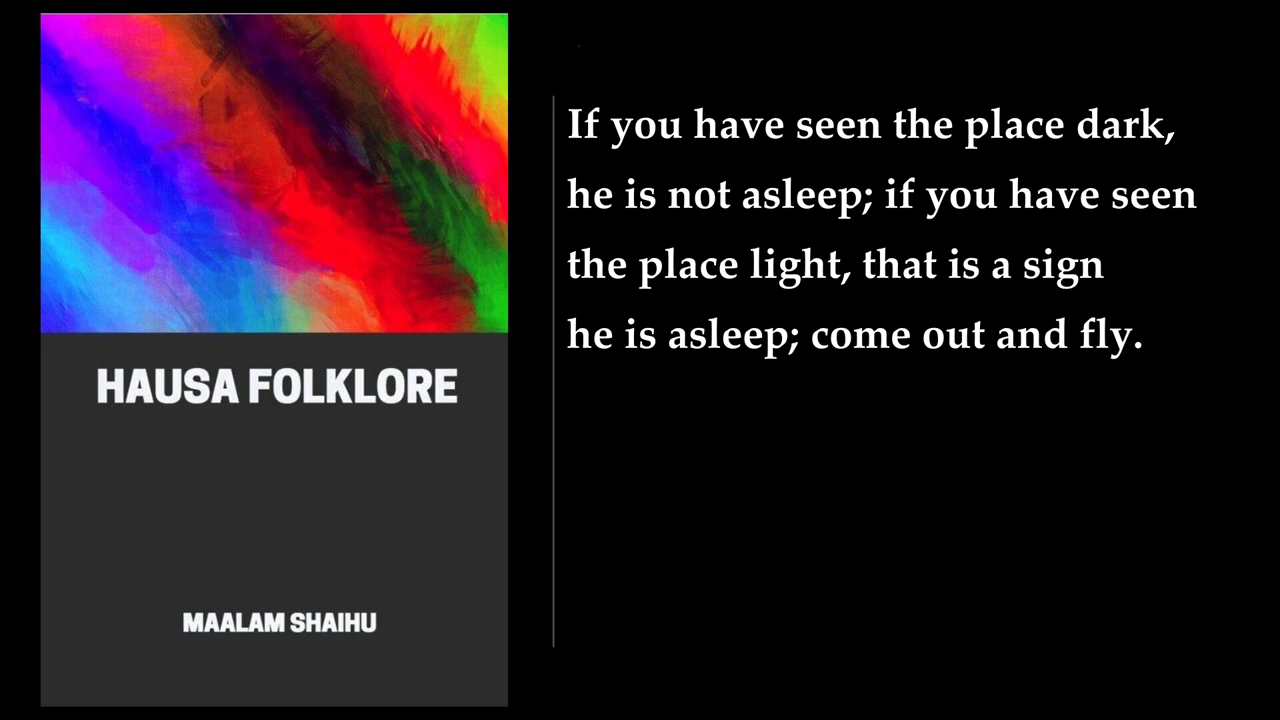 HAUSA FOLKLORE
MAALAM SHAIHU
If you have seen the place dark,
he is not asleep; if you have seen
the place light, that is a sign
he is asleep; come out and fly.